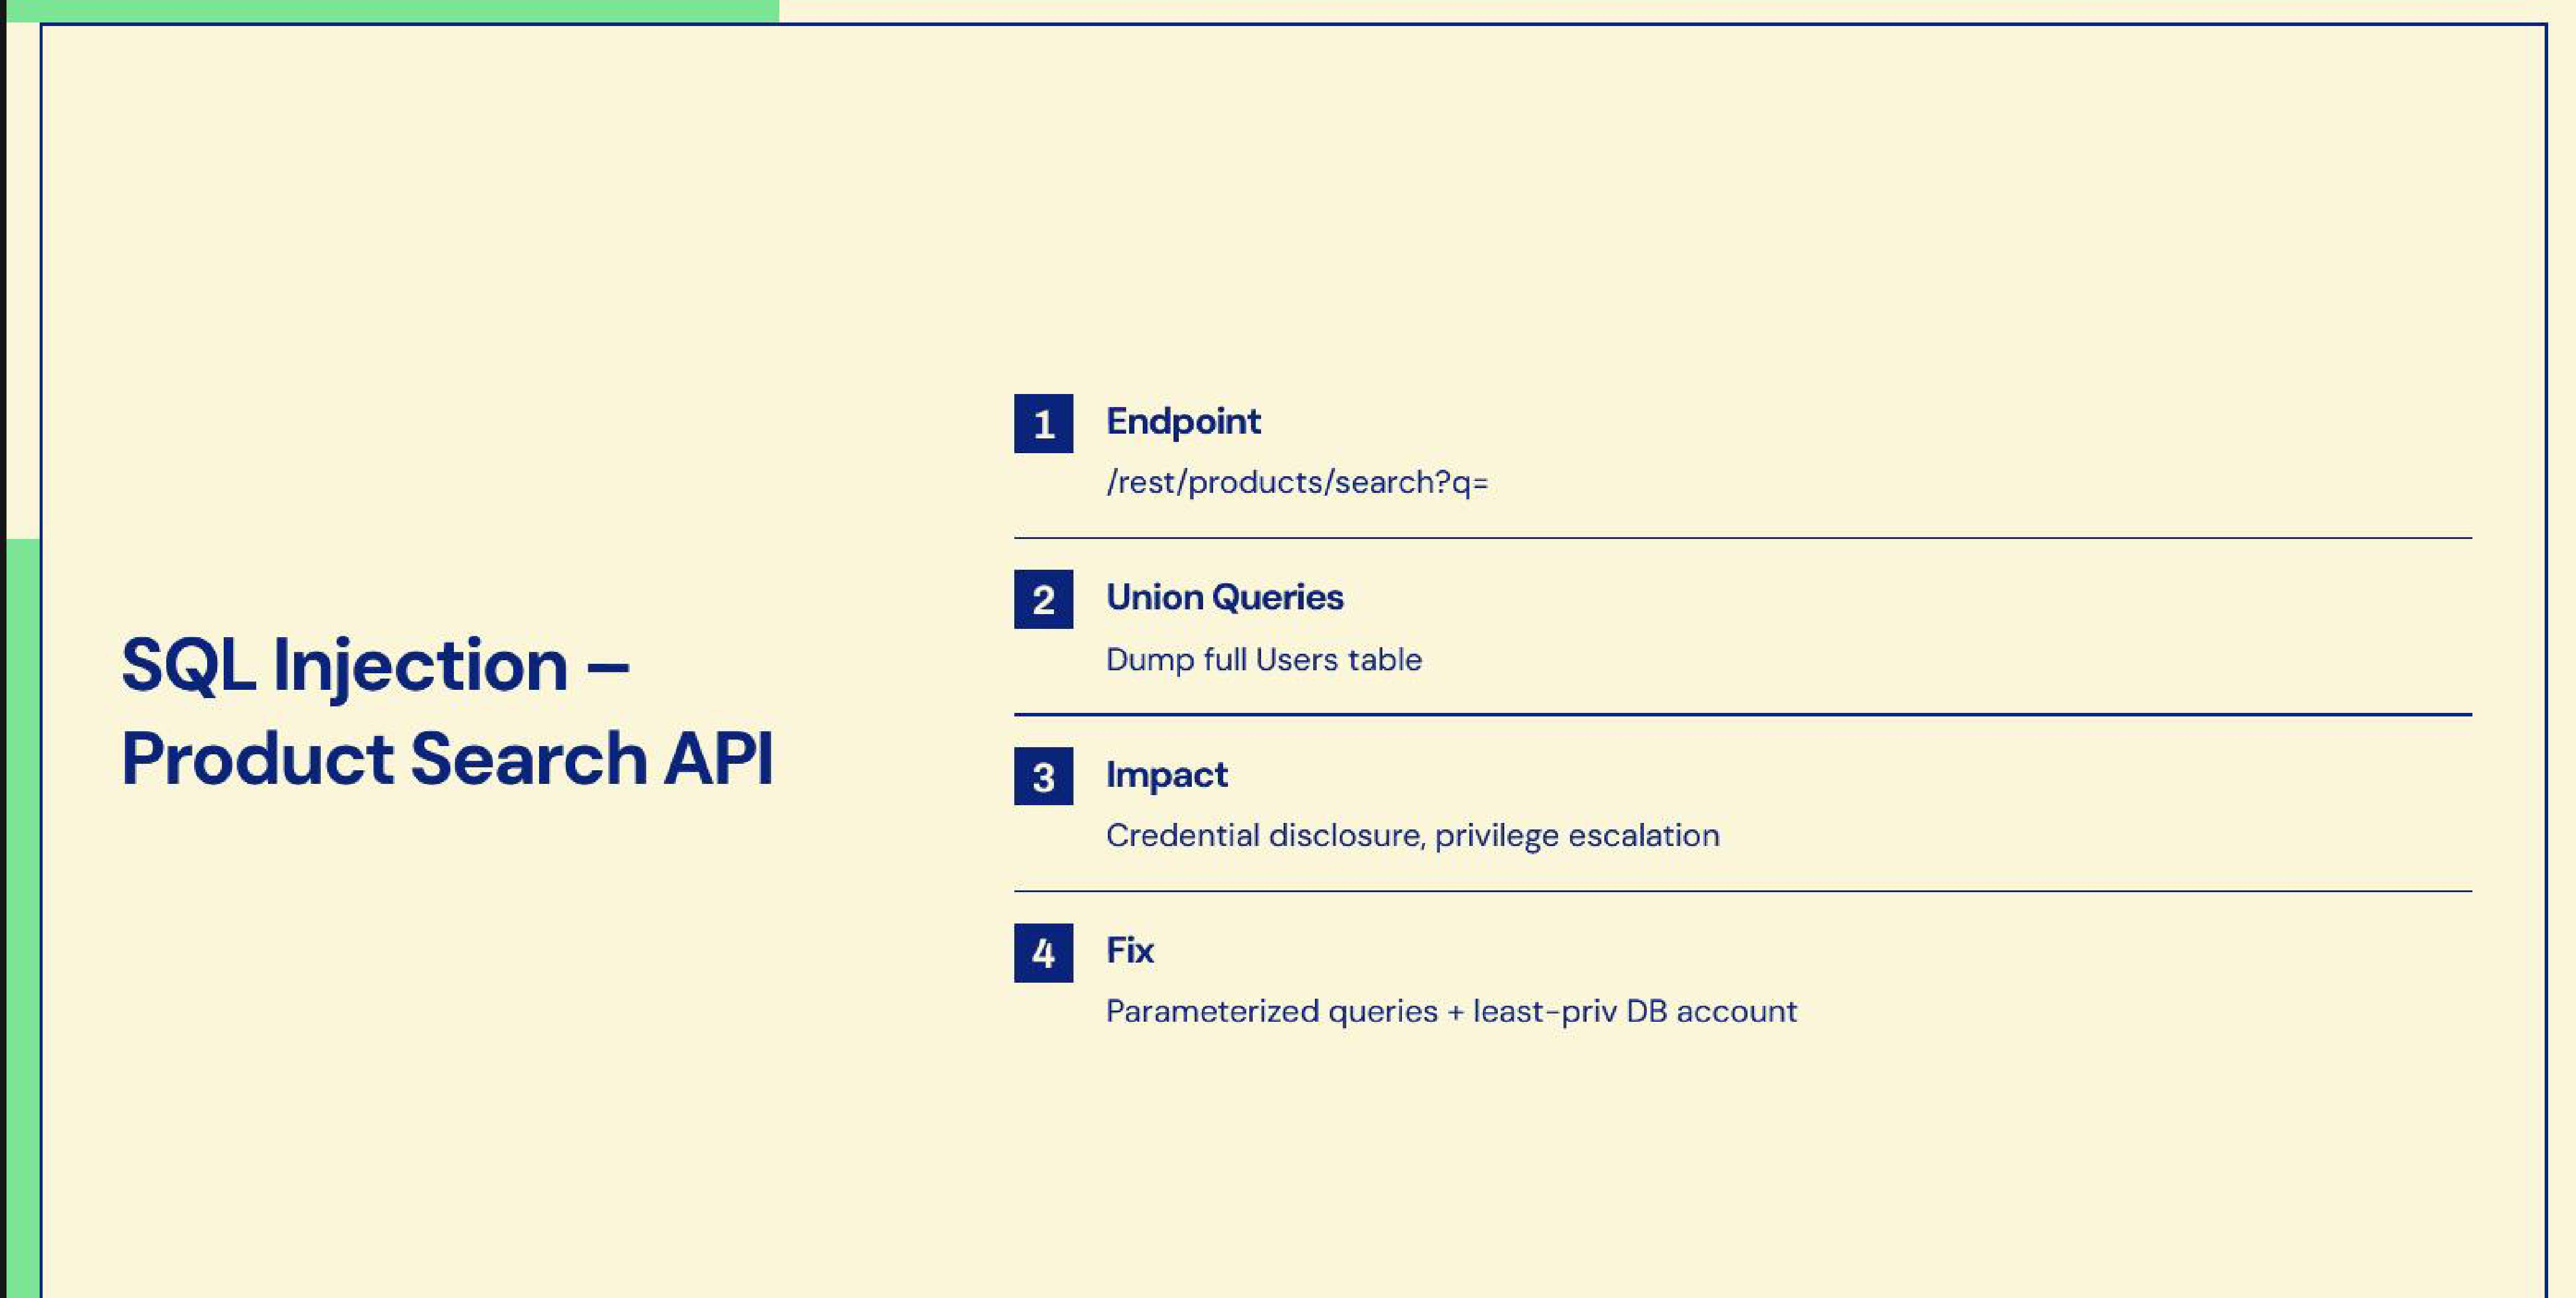 SQL Injection –
Product Search API
1 Endpoint
/rest/products/search?q=
2 Union Queries
Dump full Users table
3 Impact
Credential disclosure, privilege escalation
4 Fix
Parameterized queries + least-priv DB account